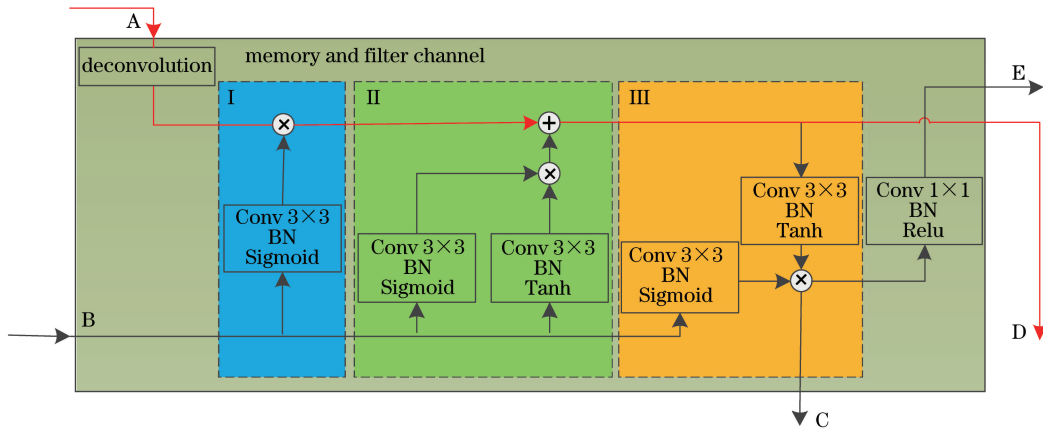 A
memory and filter channel
deconvolution
E
I
II
III
×
+
×
Conv 3×3
BN
Tanh
Conv 1×1
BN
Relu
Conv 3×3
BN
Sigmoid
Conv 3×3
BN
Sigmoid
Conv 3×3
BN
Tanh
Conv 3×3
BN
Sigmoid
×
B
D
C